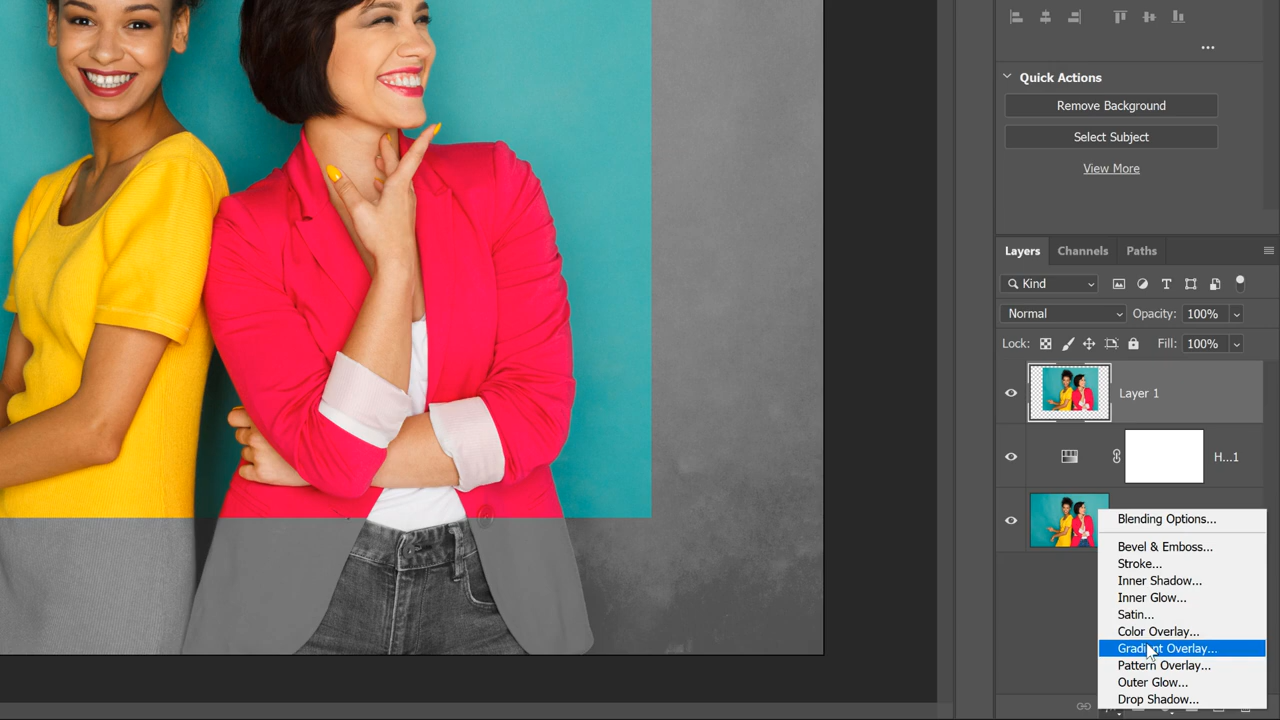 Quick Actions
Remove Background
Select Subject
View More
Layers Channels Paths
Kind
Normal Opacity: 100%
Lock: Fill: 100%
Layer 1
H...1
Blending Options...
Bevel & Emboss...
Stroke...
Inner Shadow...
Inner Glow...
Satin...
Color Overlay...
Gradient Overlay...
Pattern Overlay...
Outer Glow...
Drop Shadow...